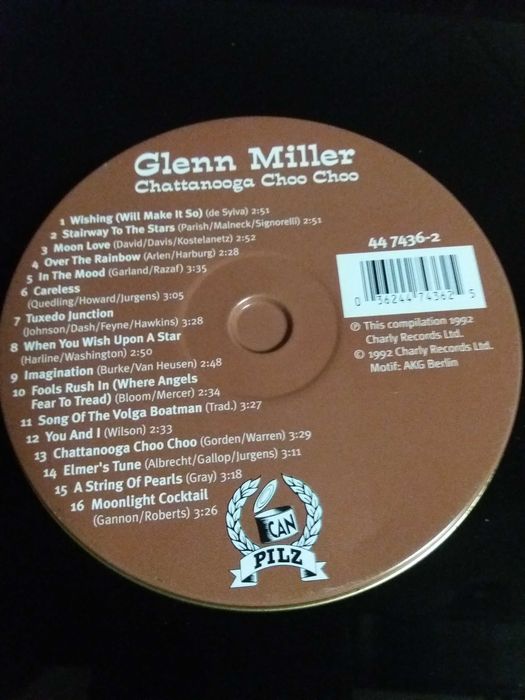 Glenn Miller
Chattanooga Choo Choo
1 Wishing (Will Make It So) (de Sylva) 2:51
2 Stairway To The Stars (Parish/Malneck/Signorelli) 2:51
3 Moon Love (David/Davis/Kostelanetz) 2:52
4 Over The Rainbow (Arlen/Harburg) 2:28
5 In The Mood (Garland/Razaf) 3:35
6 Careless
(Quedling/Howard/Jurgens) 3:05
7 Tuxedo Junction
(Johnson/Dash/Feyne/Hawkins) 3:28
8 When You Wish Upon A Star
(Harline/Washington) 2:50
9 Imagination (Burke/Van Heusen) 2:48
10 Fools Rush In (Where Angels
Fear To Tread) (Bloom/Mercer) 2:34
11 Song Of The Volga Boatman (Trad.) 3:27
12 You And I (Wilson) 2:33
13 Chattanooga Choo Choo (Gorden/Warren) 3:29
14 Elmer's Tune (Albrecht/Gallop/Jurgens) 3:11
15 A String Of Pearls (Gray) 3:18
16 Moonlight Cocktail
(Gannon/Roberts) 3:26
44 7436-2
0 36244 74362 5
℗ This compilation 1992
Charly Records Ltd.
© 1992 Charly Records Ltd.
Motif: AKG Berlin
CAN
PILZ